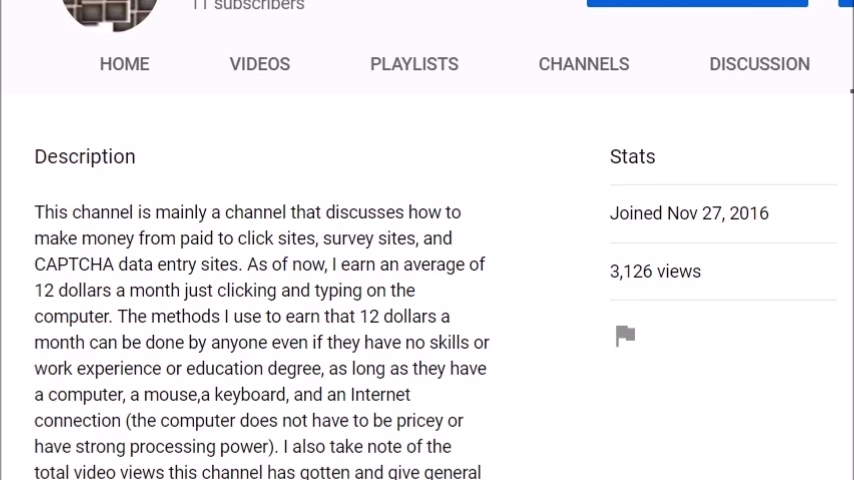 11 subscribers
HOME VIDEOS PLAYLISTS CHANNELS DISCUSSION
Description
This channel is mainly a channel that discusses how to
make money from paid to click sites, survey sites, and
CAPTCHA data entry sites. As of now, I earn an average of
12 dollars a month just clicking and typing on the
computer. The methods I use to earn that 12 dollars a
month can be done by anyone even if they have no skills or
work experience or education degree, as long as they have
a computer, a mouse,a keyboard, and an Internet
connection (the computer does not have to be pricey or
have strong processing power). I also take note of the
total video views this channel has gotten and give general
Stats
Joined Nov 27, 2016
3,126 views